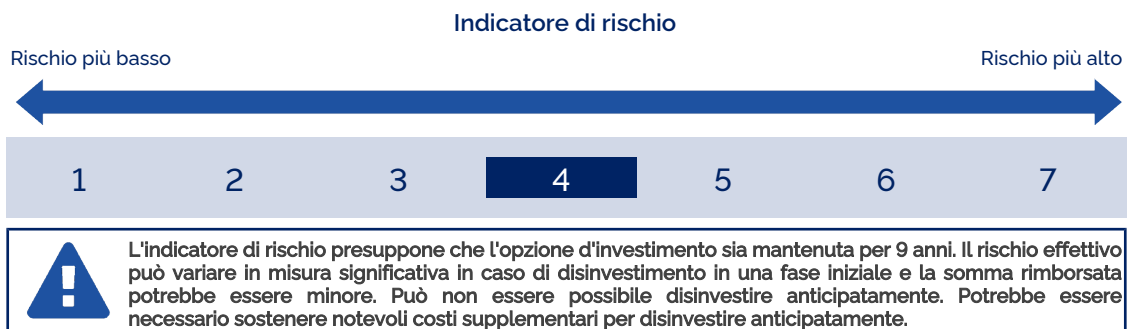 Indicatore di rischio
Rischio più basso
Rischio più alto
1 2 3 4 5 6 7
L'indicatore di rischio presuppone che l'opzione d'investimento sia mantenuta per 9 anni. Il rischio effettivo
può variare in misura significativa in caso di disinvestimento in una fase iniziale e la somma rimborsata
potrebbe essere minore. Può non essere possibile disinvestire anticipatamente. Potrebbe essere
necessario sostenere notevoli costi supplementari per disinvestire anticipatamente.